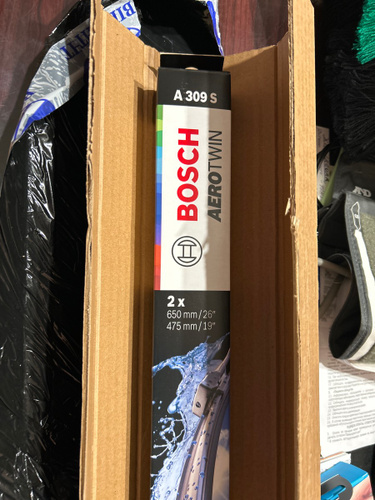 A 309 S
BOSCH
AEROTWIN
2 x
650 mm/26"
475 mm/19"